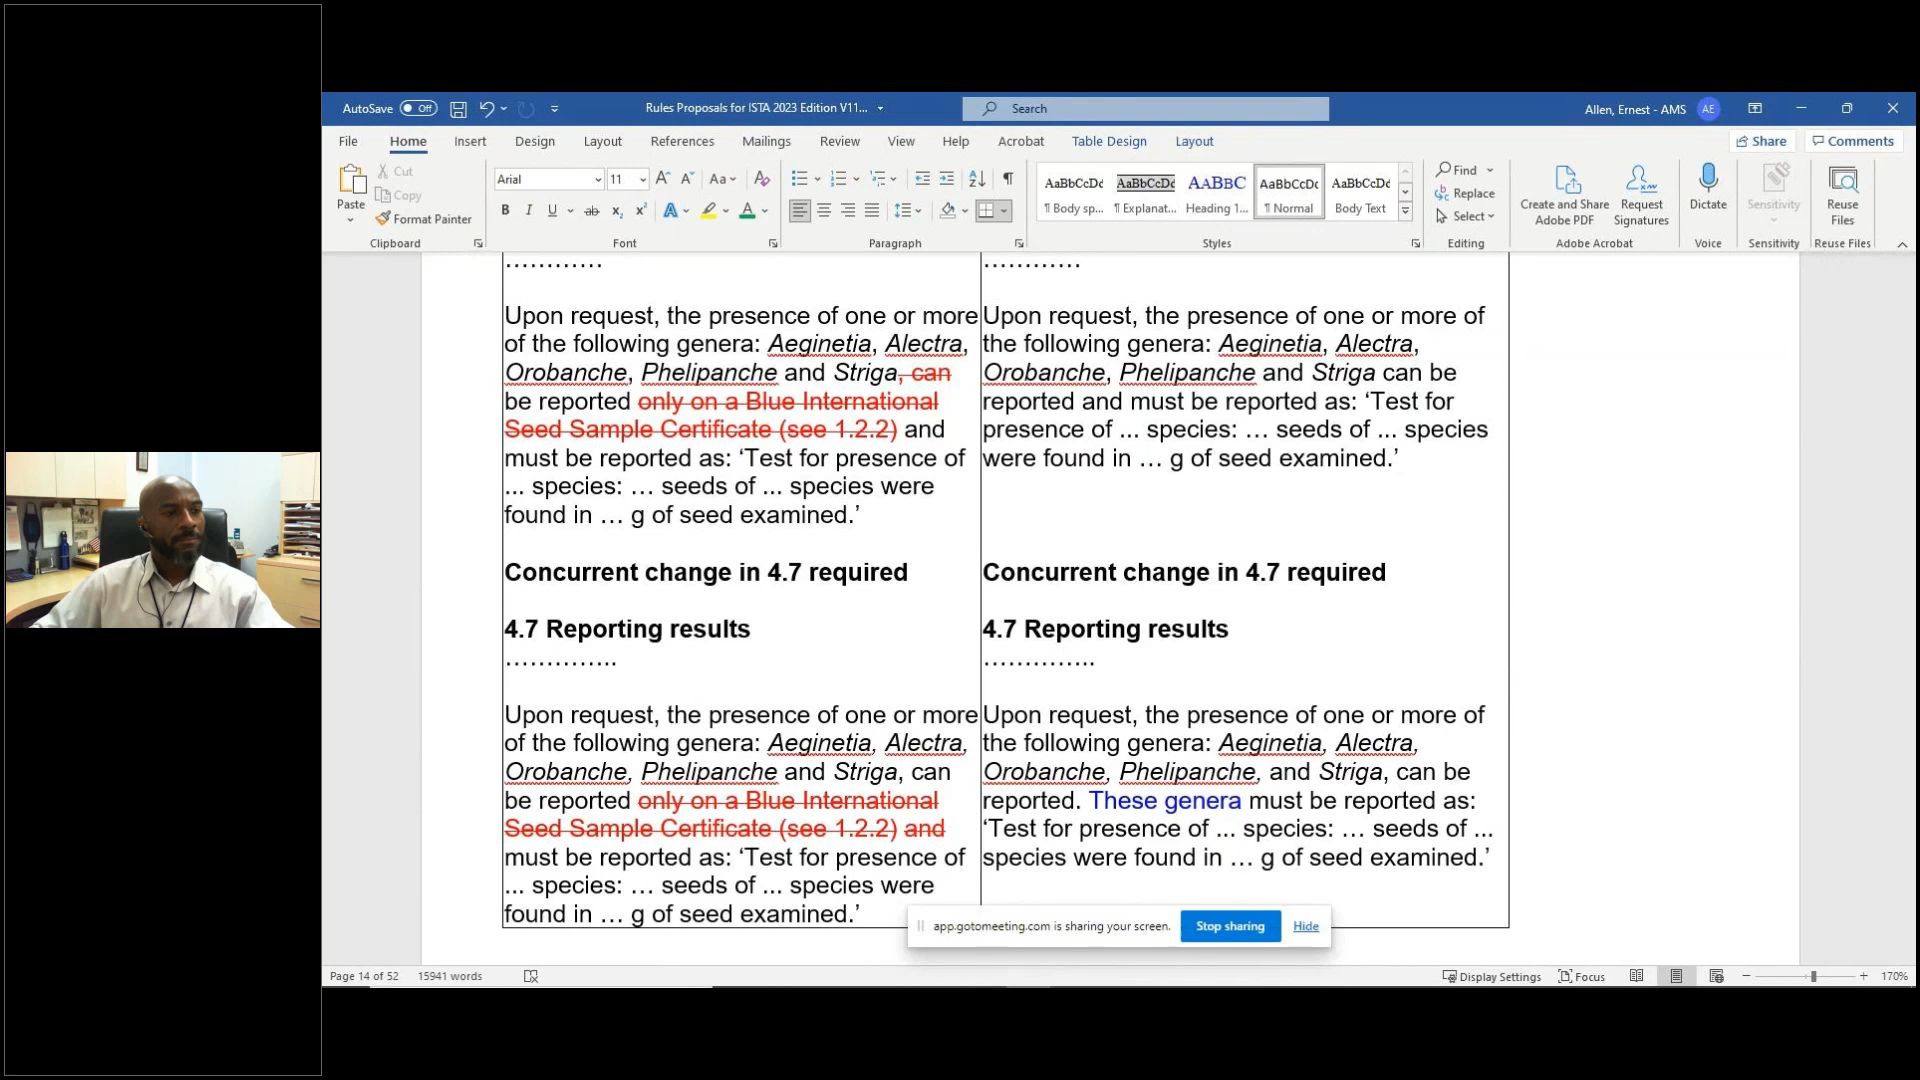 AutoSave Off
Rules Proposals for ISTA 2023 Edition V11...
Search
Allen, Ernest - AMS AE
File Home Insert Design Layout References Mailings Review View Help Acrobat Table Design Layout
Share Comments
Paste
Cut
Copy
Format Painter
Clipboard
Arial 11
Font
Paragraph
AaBbCcDc AaBbCcDc AABBC AaBbCcDc AaBbCcDc
¶ Body sp... ¶ Explanat... Heading 1... ¶ Normal Body Text
Styles
Find
Replace
Select
Editing
Create and Share
Adobe PDF
Request
Signatures
Adobe Acrobat
Dictate
Voice
Sensitivity
Sensitivity
Reuse
Files
Reuse Files
…………
Upon request, the presence of one or more
of the following genera: Aeginetia, Alectra,
Orobanche, Phelipanche and Striga, can
be reported only on a Blue International
Seed Sample Certificate (see 1.2.2) and
must be reported as: ‘Test for presence of
... species: … seeds of ... species were
found in … g of seed examined.’
Concurrent change in 4.7 required
4.7 Reporting results
…………..
Upon request, the presence of one or more
of the following genera: Aeginetia, Alectra,
Orobanche, Phelipanche and Striga, can
be reported only on a Blue International
Seed Sample Certificate (see 1.2.2) and
must be reported as: ‘Test for presence of
... species: … seeds of ... species were
found in … g of seed examined.’
…………
Upon request, the presence of one or more of
the following genera: Aeginetia, Alectra,
Orobanche, Phelipanche and Striga can be
reported and must be reported as: ‘Test for
presence of ... species: … seeds of ... species
were found in … g of seed examined.’
Concurrent change in 4.7 required
4.7 Reporting results
…………..
Upon request, the presence of one or more of
the following genera: Aeginetia, Alectra,
Orobanche, Phelipanche, and Striga, can be
reported. These genera must be reported as:
‘Test for presence of ... species: … seeds of ...
species were found in … g of seed examined.’
app.gotomeeting.com is sharing your screen. Stop sharing Hide
Page 14 of 52 15941 words
Display Settings Focus 170%